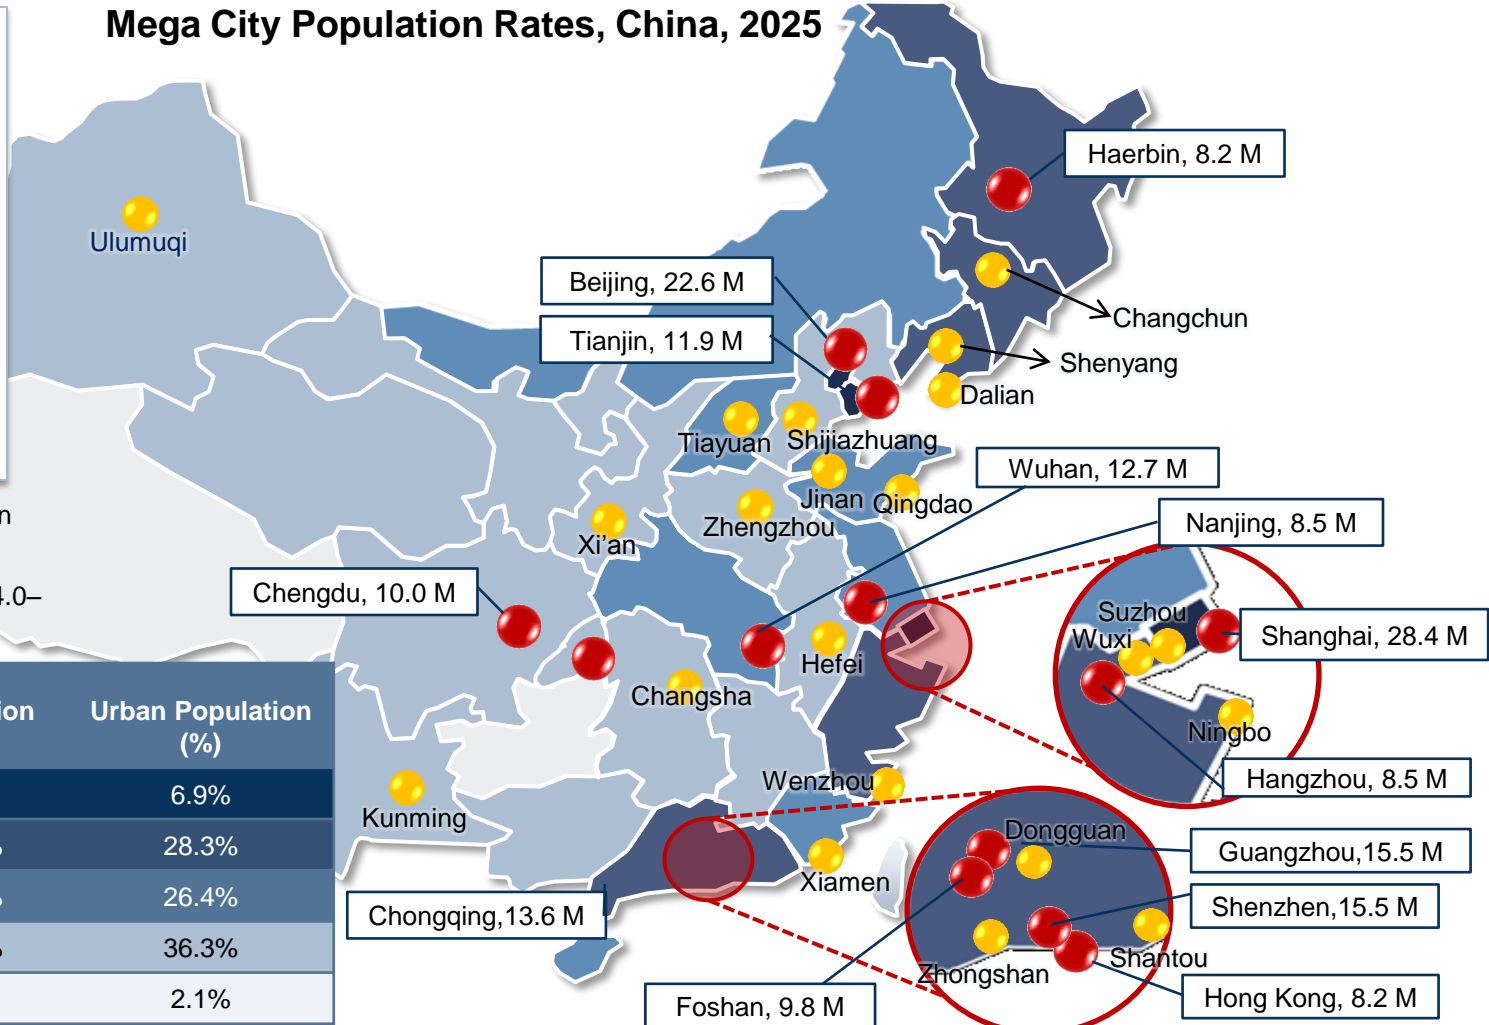 Mega City Population Rates, China, 2025
Haerbin, 8.2 M
Ulumuqi
Beijing, 22.6 M
Changchun
Tianjin, 11.9 M
Shenyang
Dalian
Tiayuan
Shijiazhuang
Wuhan, 12.7 M
Jinan
Qingdao
n
Zhengzhou
Nanjing, 8.5 M
Xi’an
Chengdu, 10.0 M
4.0–
Suzhou
Wuxi
Shanghai, 28.4 M
Hefei
Changsha
Ningbo
ion
Urban Population
(%)
6.9%
Wenzhou
Hangzhou, 8.5 M
Kunming
%
28.3%
Dongguan
Guangzhou,15.5 M
Xiamen
%
26.4%
Chongqing,13.6 M
Shenzhen,15.5 M
%
36.3%
Zhongshan
Shantou
2.1%
Foshan, 9.8 M
Hong Kong, 8.2 M